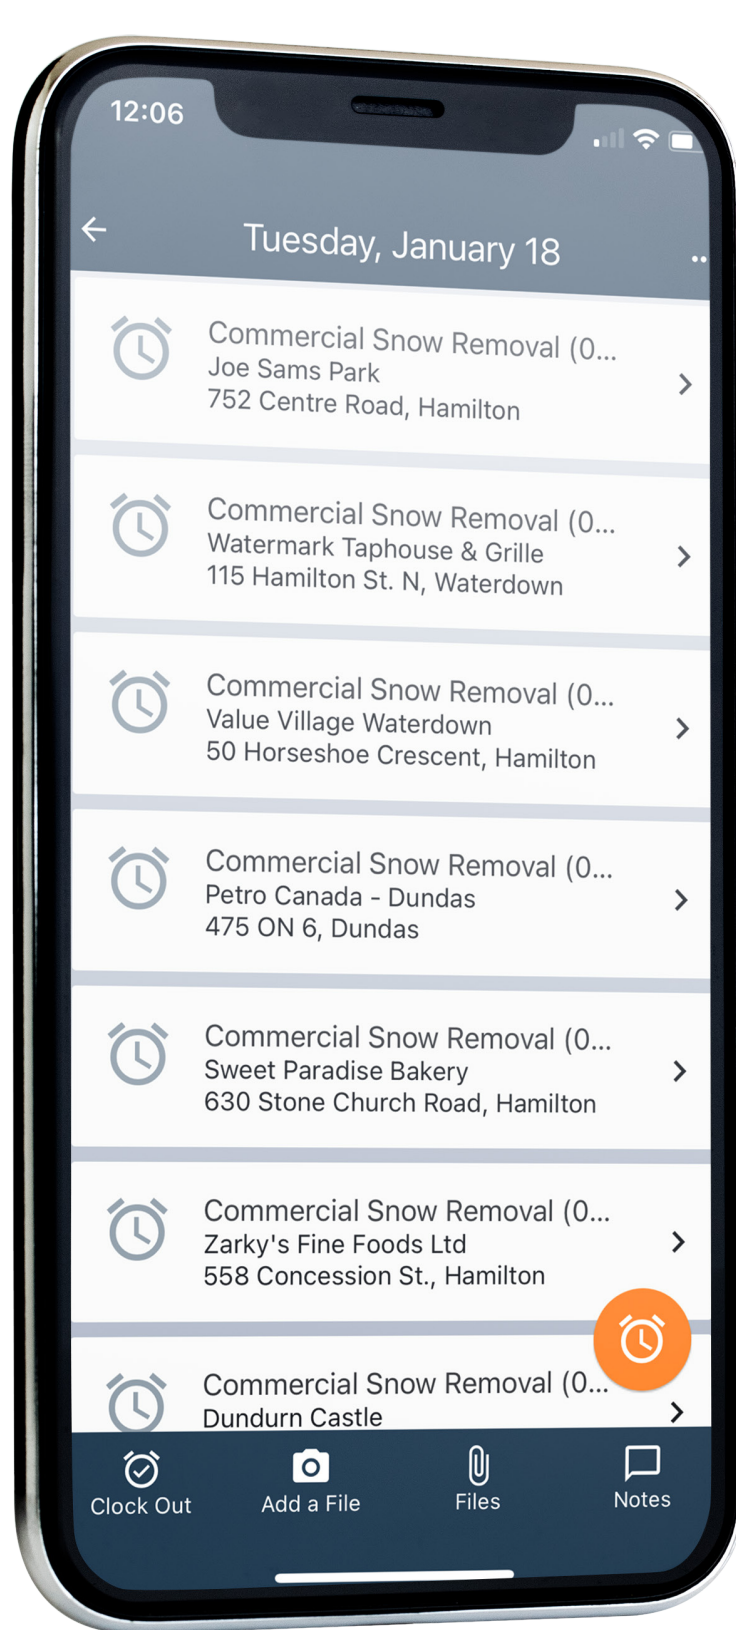 12:06
Tuesday, January 18
Commercial Snow Removal (0...
Joe Sams Park
752 Centre Road, Hamilton
Commercial Snow Removal (0...
Watermark Taphouse & Grille
115 Hamilton St. N, Waterdown
Commercial Snow Removal (0...
Value Village Waterdown
50 Horseshoe Crescent, Hamilton
Commercial Snow Removal (0...
Petro Canada - Dundas
475 ON 6, Dundas
Commercial Snow Removal (0...
Sweet Paradise Bakery
630 Stone Church Road, Hamilton
Commercial Snow Removal (0...
Zarky's Fine Foods Ltd
558 Concession St., Hamilton
Commercial Snow Removal (0...
Dundurn Castle
Clock Out Add a File Files Notes